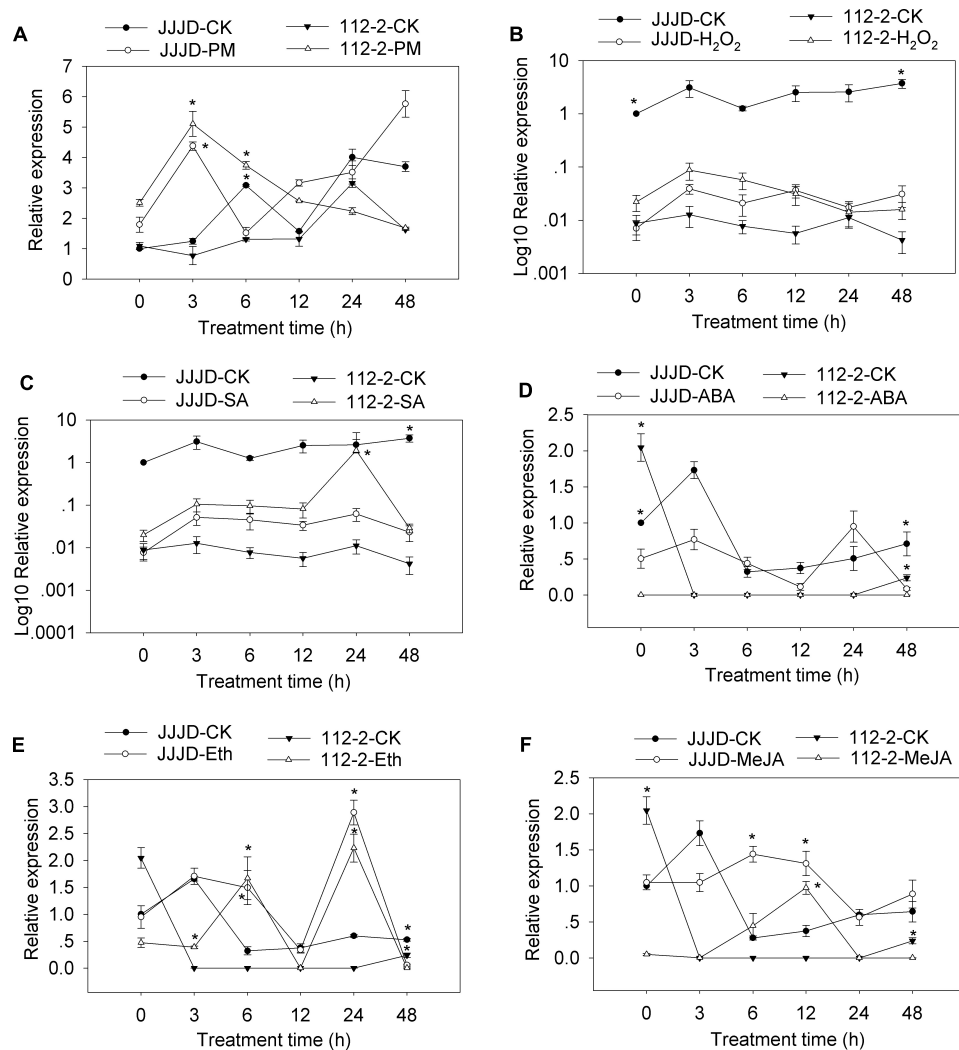 A
JJJD-CK 112-2-CK
JJJD-PM 112-2-PM
Relative expression
7
6
5
4
3
2
1
0
* * * *
0 3 6 12 24 48
Treatment time (h)
B
JJJD-CK 112-2-CK
JJJD-H₂O₂ 112-2-H₂O₂
Log10 Relative expression
10
1
.1
.01
.001
* *
0 3 6 12 24 48
Treatment time (h)
C
JJJD-CK 112-2-CK
JJJD-SA 112-2-SA
Log10 Relative expression
10
1
.1
.01
.001
.0001
* *
0 3 6 12 24 48
Treatment time (h)
D
JJJD-CK 112-2-CK
JJJD-ABA 112-2-ABA
Relative expression
2.5
2.0
1.5
1.0
.5
0.0
* * * *
0 3 6 12 24 48
Treatment time (h)
E
JJJD-CK 112-2-CK
JJJD-Eth 112-2-Eth
Relative expression
3.5
3.0
2.5
2.0
1.5
1.0
.5
0.0
* * * * * * *
0 3 6 12 24 48
Treatment time (h)
F
JJJD-CK 112-2-CK
JJJD-MeJA 112-2-MeJA
Relative expression
2.5
2.0
1.5
1.0
.5
0.0
* * * * *
0 3 6 12 24 48
Treatment time (h)